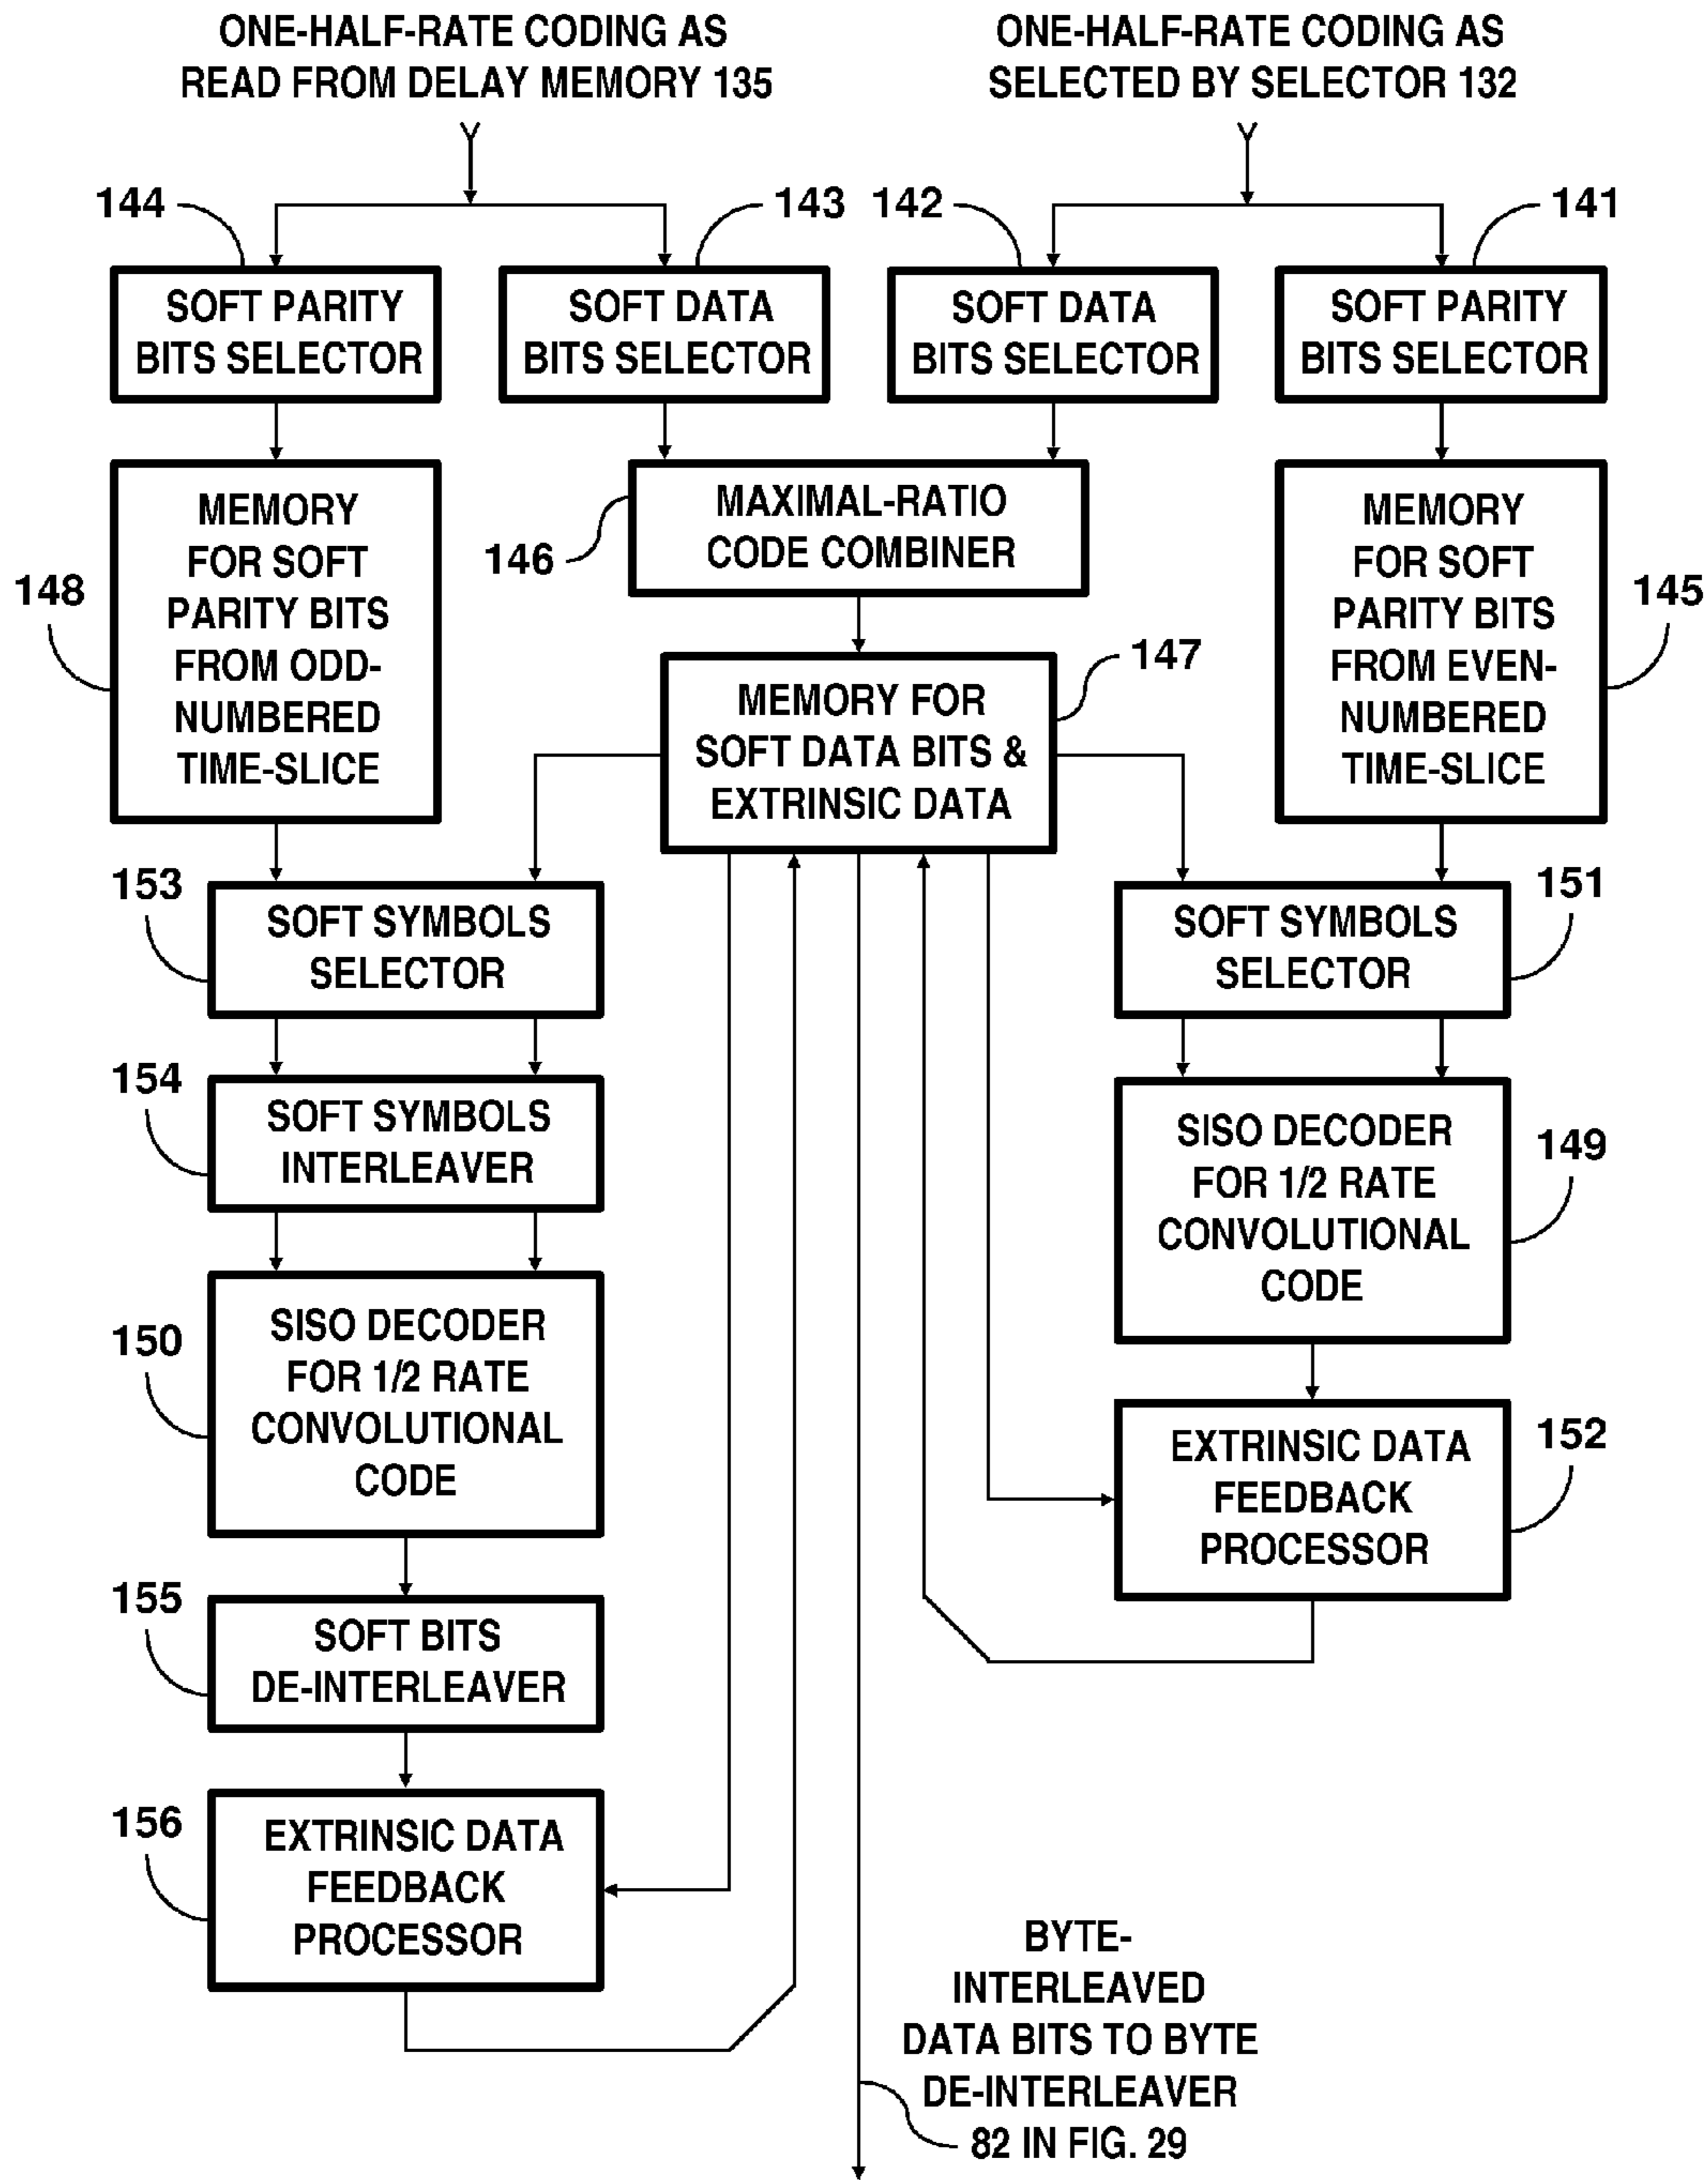 ONE-HALF-RATE CODING AS
READ FROM DELAY MEMORY 135
ONE-HALF-RATE CODING AS
SELECTED BY SELECTOR 132
144
143
142
141
SOFT PARITY
BITS SELECTOR
SOFT DATA
BITS SELECTOR
SOFT DATA
BITS SELECTOR
SOFT PARITY
BITS SELECTOR
148
MEMORY
FOR SOFT
PARITY BITS
FROM ODD-
NUMBERED
TIME-SLICE
146
MAXIMAL-RATIO
CODE COMBINER
MEMORY
FOR SOFT
PARITY BITS
FROM EVEN-
NUMBERED
TIME-SLICE
145
147
MEMORY FOR
SOFT DATA BITS &
EXTRINSIC DATA
153
SOFT SYMBOLS
SELECTOR
SOFT SYMBOLS
SELECTOR
151
154
SOFT SYMBOLS
INTERLEAVER
SISO DECODER
FOR 1/2 RATE
CONVOLUTIONAL
CODE
149
150
SISO DECODER
FOR 1/2 RATE
CONVOLUTIONAL
CODE
EXTRINSIC DATA
FEEDBACK
PROCESSOR
152
155
SOFT BITS
DE-INTERLEAVER
156
EXTRINSIC DATA
FEEDBACK
PROCESSOR
BYTE-
INTERLEAVED
DATA BITS TO BYTE
DE-INTERLEAVER
82 IN FIG. 29